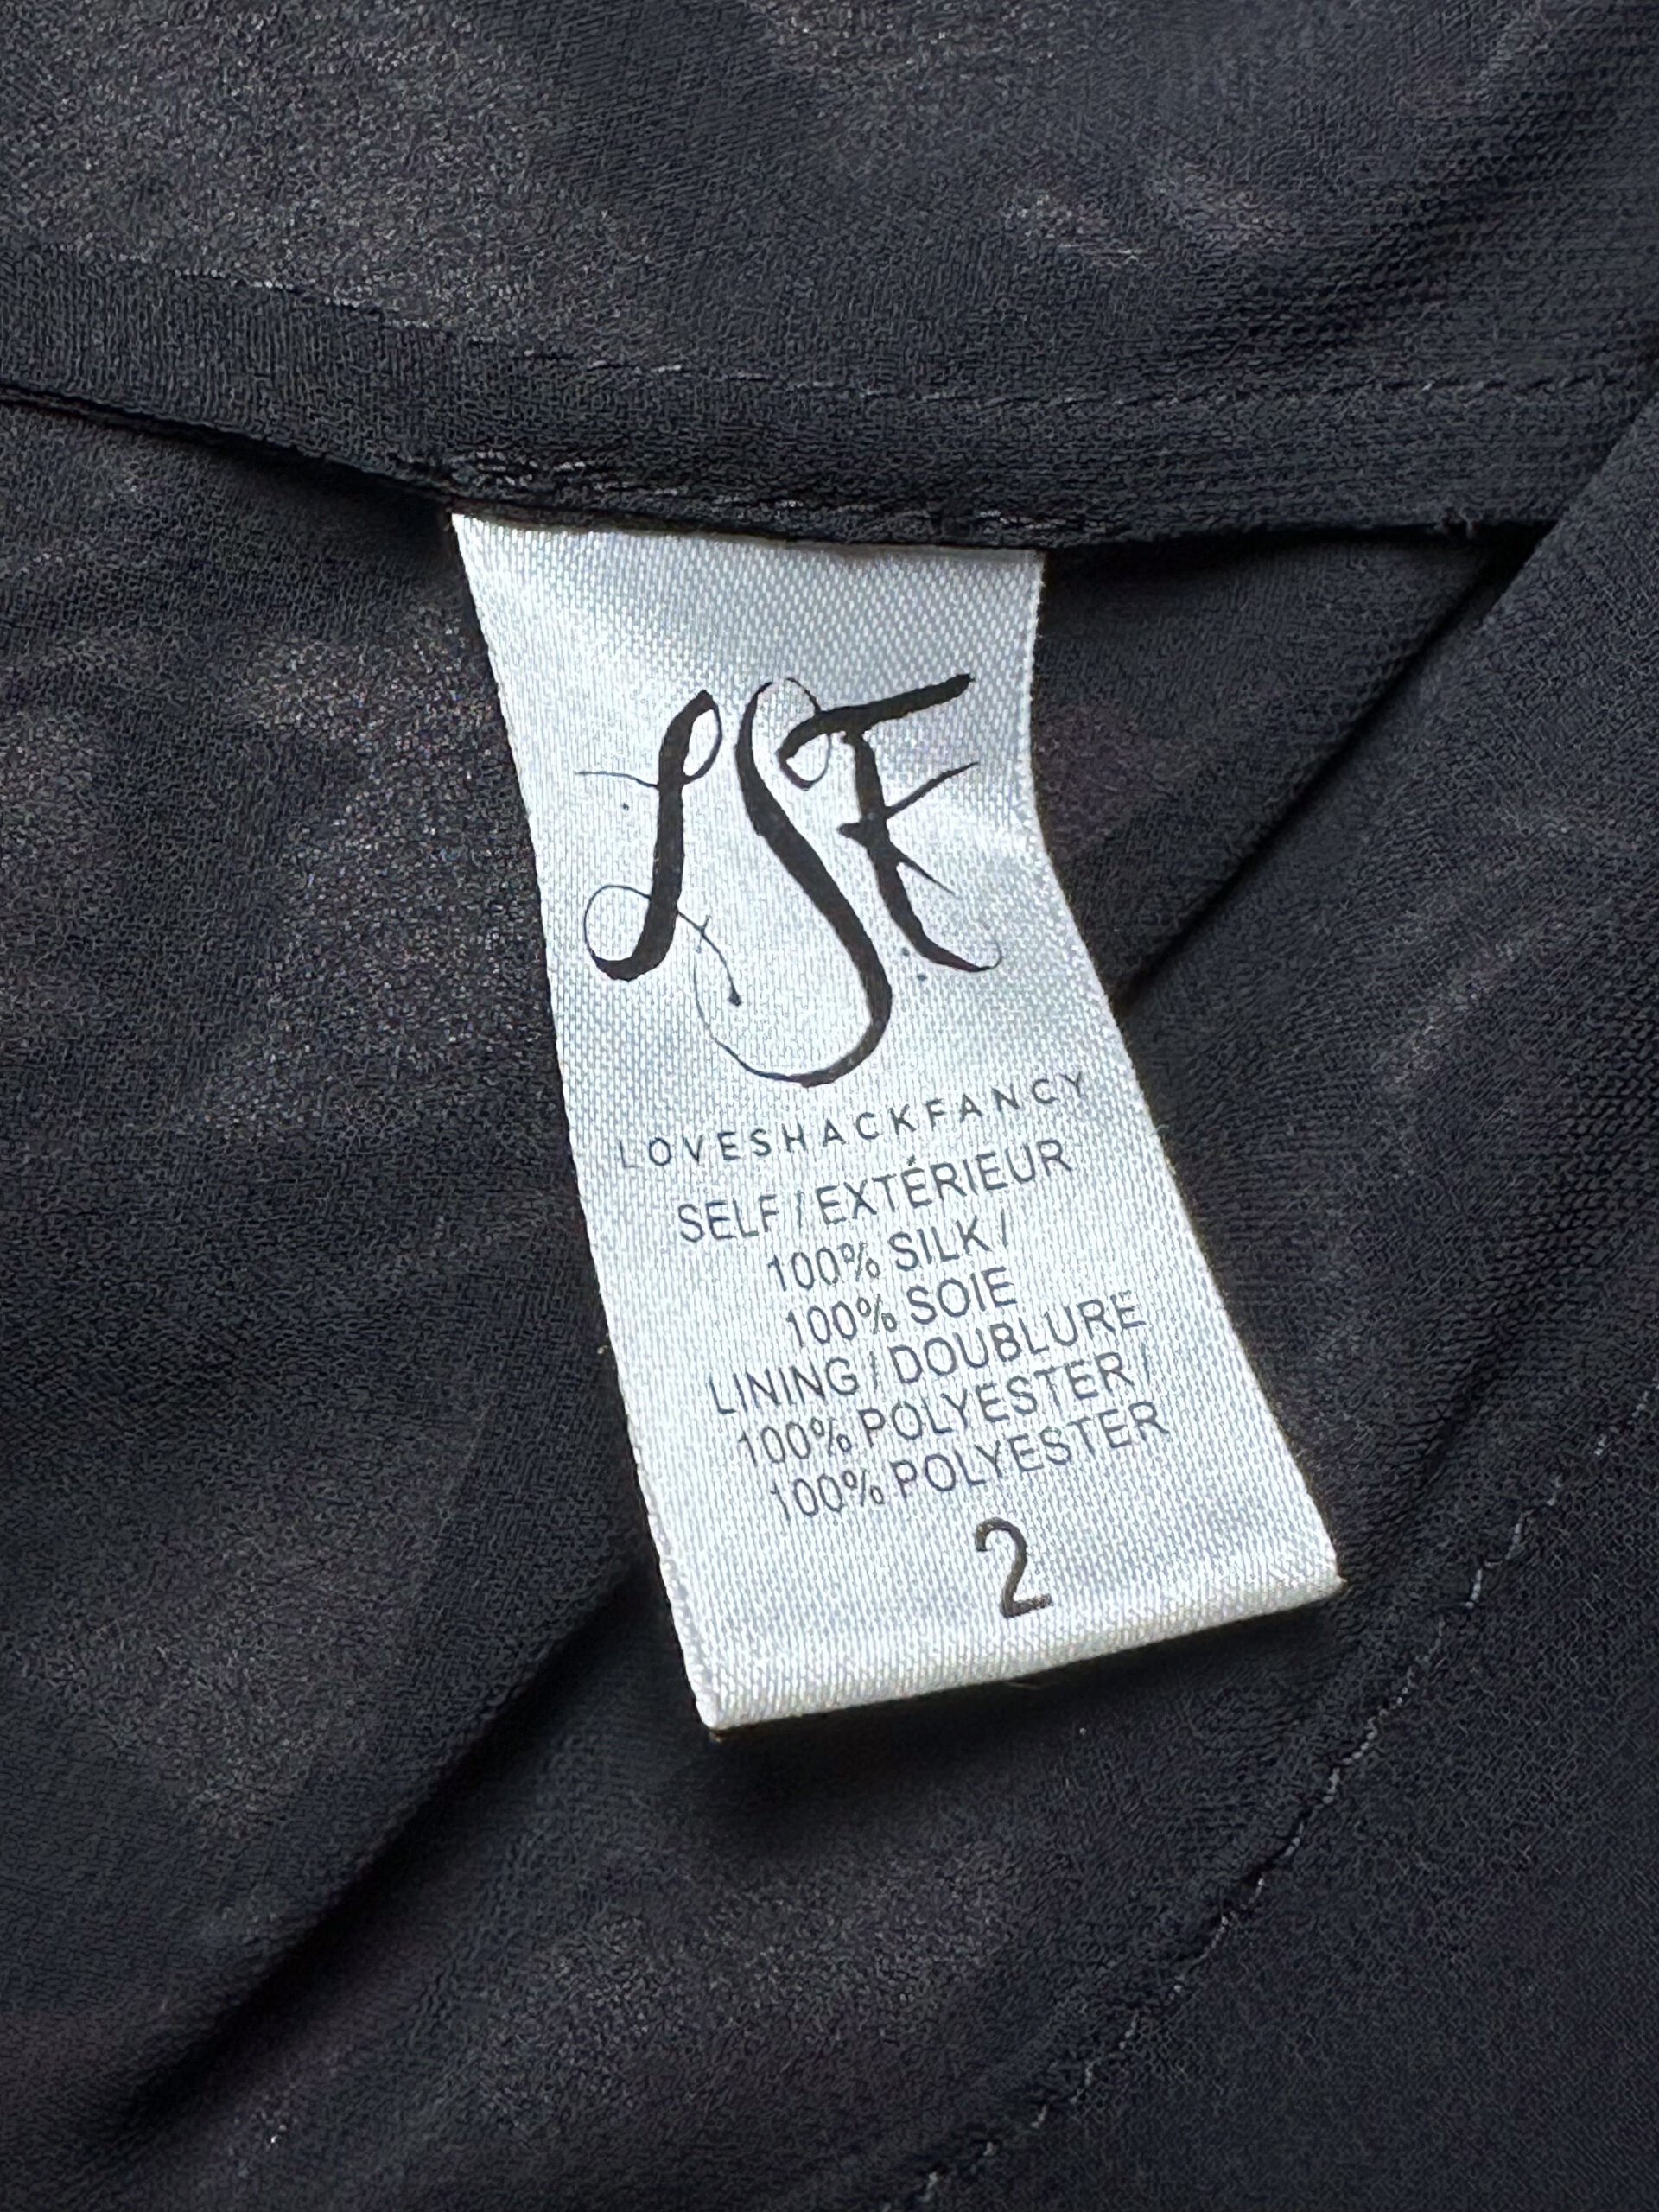 LSF
LOVESHACKFANCY
SELF / EXTÉRIEUR
100% SILK /
100% SOIE
LINING / DOUBLURE
100% POLYESTER /
100% POLYESTER
2